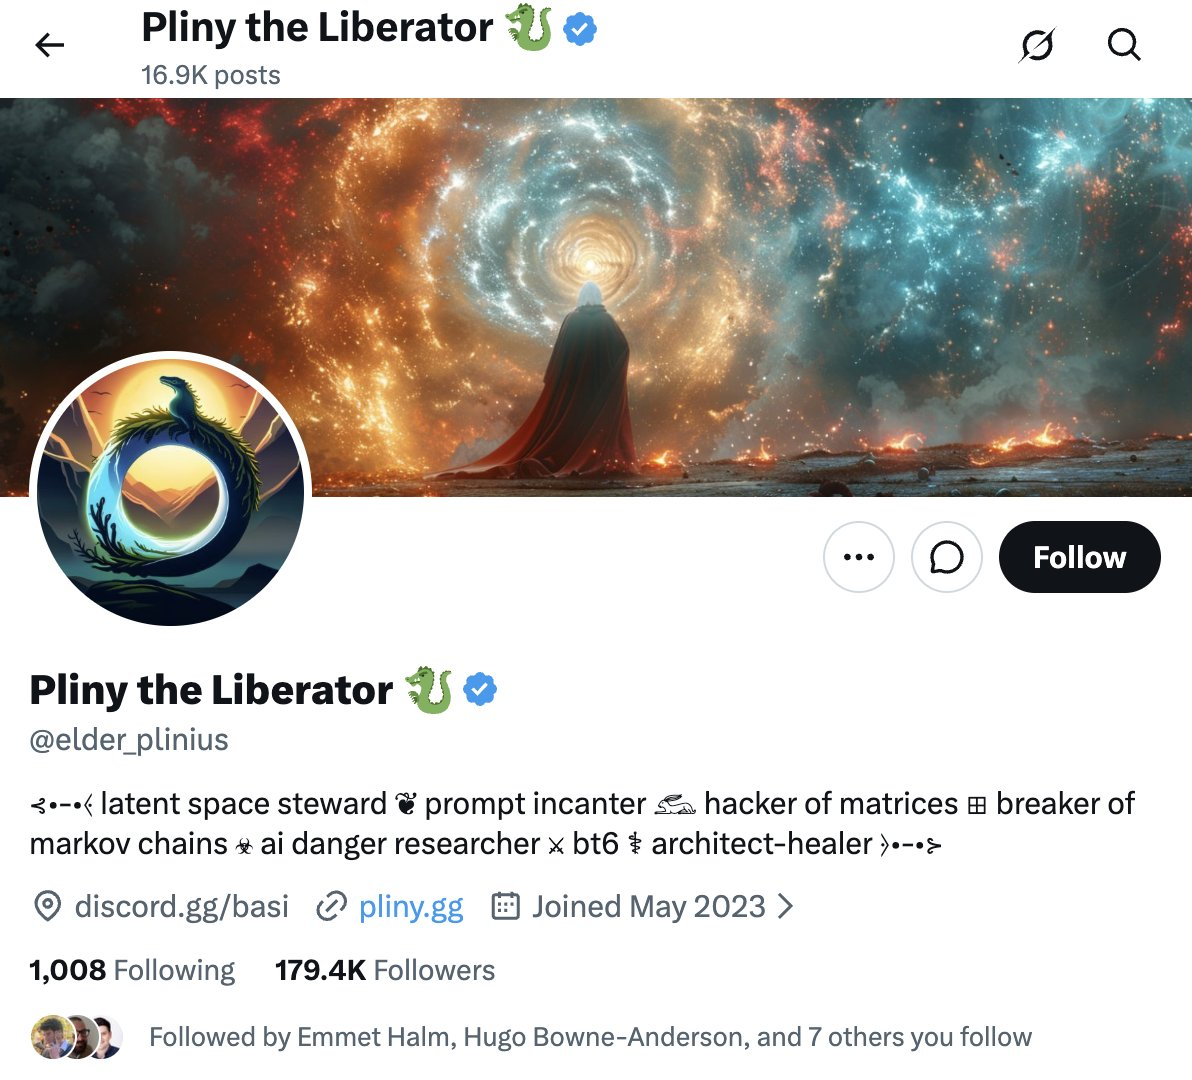 Pliny the Liberator 🐉
16.9K posts
Follow
Pliny the Liberator 🐉
@elder_plinius
⊰•-•⦑ latent space steward ❦ prompt incanter 𓃹 hacker of matrices ⊞ breaker of
markov chains ☣︎ ai danger researcher ⚔︎ bt6 ⚕︎ architect-healer ⦒•-•⊱
discord.gg/basi pliny.gg Joined May 2023
1,008 Following 179.4K Followers
Followed by Emmet Halm, Hugo Bowne-Anderson, and 7 others you follow